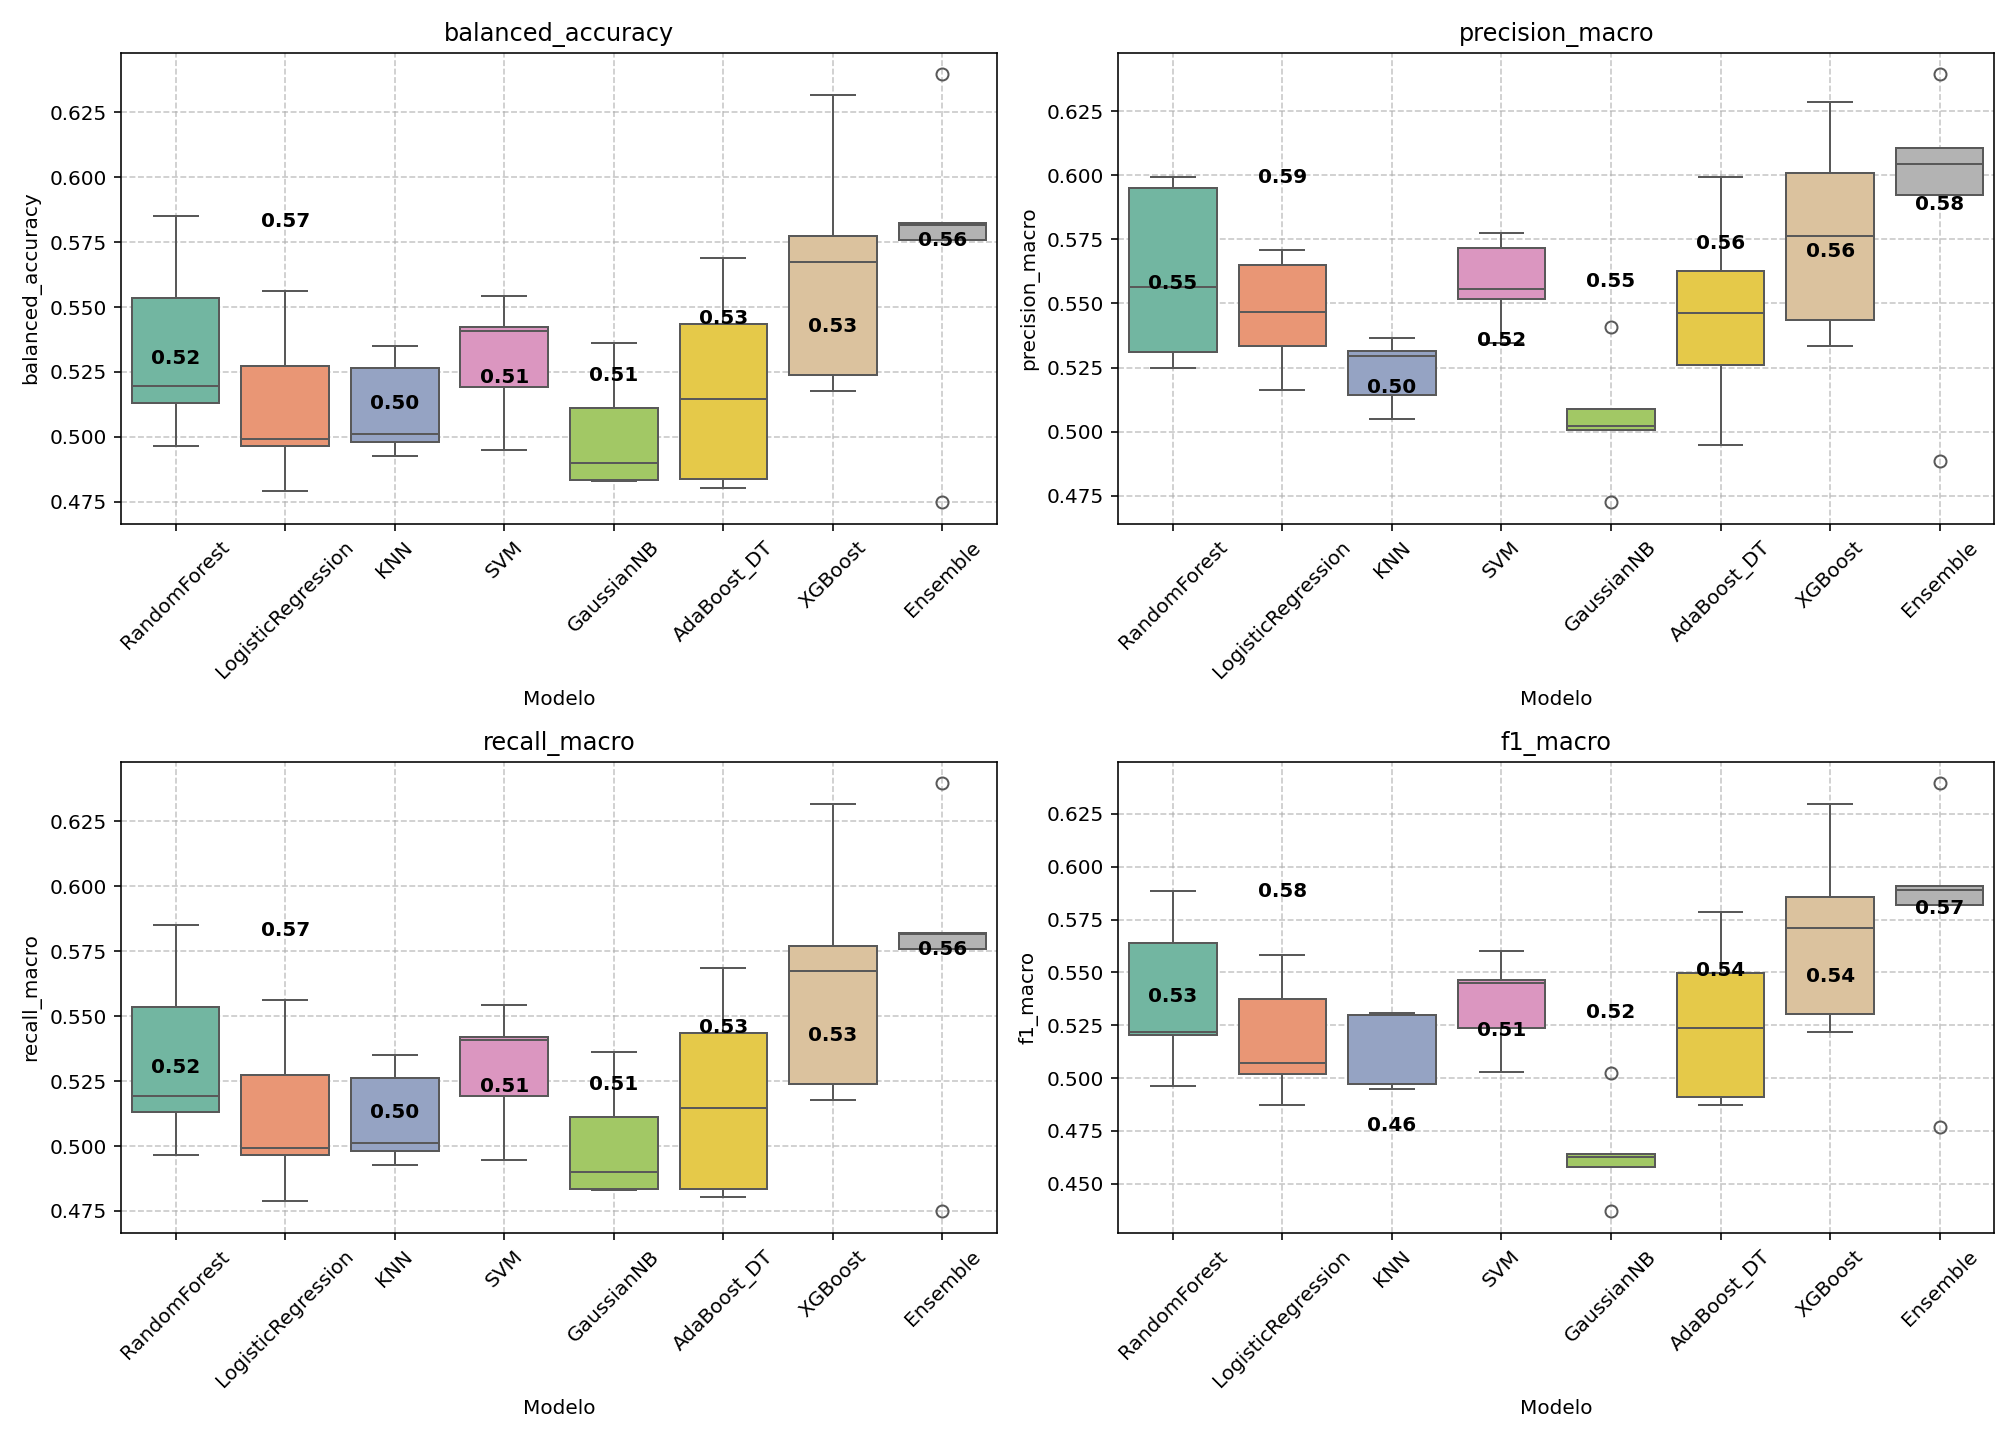 balanced_accuracy
balanced_accuracy
0.625
0.600
0.575
0.550
0.525
0.500
0.475
0.52
0.57
0.50
0.51
0.51
0.53
0.53
0.56
RandomForest
LogisticRegression
KNN
SVM
GaussianNB
AdaBoost_DT
XGBoost
Ensemble
Modelo
precision_macro
precision_macro
0.625
0.600
0.575
0.550
0.525
0.500
0.475
0.55
0.59
0.50
0.52
0.55
0.56
0.56
0.58
RandomForest
LogisticRegression
KNN
SVM
GaussianNB
AdaBoost_DT
XGBoost
Ensemble
Modelo
recall_macro
recall_macro
0.625
0.600
0.575
0.550
0.525
0.500
0.475
0.52
0.57
0.50
0.51
0.51
0.53
0.53
0.56
RandomForest
LogisticRegression
KNN
SVM
GaussianNB
AdaBoost_DT
XGBoost
Ensemble
Modelo
f1_macro
f1_macro
0.625
0.600
0.575
0.550
0.525
0.500
0.475
0.450
0.53
0.58
0.46
0.51
0.52
0.54
0.54
0.57
RandomForest
LogisticRegression
KNN
SVM
GaussianNB
AdaBoost_DT
XGBoost
Ensemble
Modelo